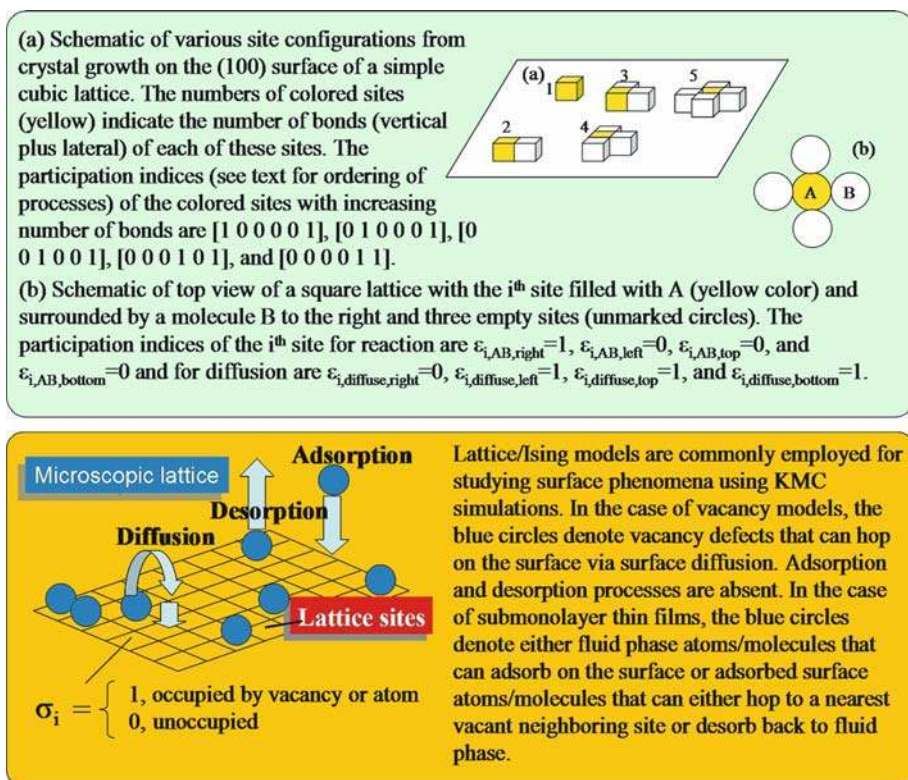 (a) Schematic of various site configurations from
crystal growth on the (100) surface of a simple
cubic lattice. The numbers of colored sites
(yellow) indicate the number of bonds (vertical
plus lateral) of each of these sites. The
participation indices (see text for ordering of
processes) of the colored sites with increasing
number of bonds are [1 0 0 0 0 1], [0 1 0 0 0 1], [0
0 1 0 0 1], [0 0 0 1 0 1], and [0 0 0 0 1 1].
(a)
1
3
5
2
4
(b)
A
B
(b) Schematic of top view of a square lattice with the iᵗʰ site filled with A (yellow color) and
surrounded by a molecule B to the right and three empty sites (unmarked circles). The
participation indices of the iᵗʰ site for reaction are εi,AB,right=1, εi,AB,left=0, εi,AB,top=0, and
εi,AB,bottom=0 and for diffusion are εi,diffuse,right=0, εi,diffuse,left=1, εi,diffuse,top=1, and εi,diffuse,bottom=1.
Microscopic lattice
Adsorption
Desorption
Diffusion
Lattice sites
σi = { 1, occupied by vacancy or atom
0, unoccupied
Lattice/Ising models are commonly employed for
studying surface phenomena using KMC
simulations. In the case of vacancy models, the
blue circles denote vacancy defects that can hop
on the surface via surface diffusion. Adsorption
and desorption processes are absent. In the case
of submonolayer thin films, the blue circles
denote either fluid phase atoms/molecules that
can adsorb on the surface or adsorbed surface
atoms/molecules that can either hop to a nearest
vacant neighboring site or desorb back to fluid
phase.